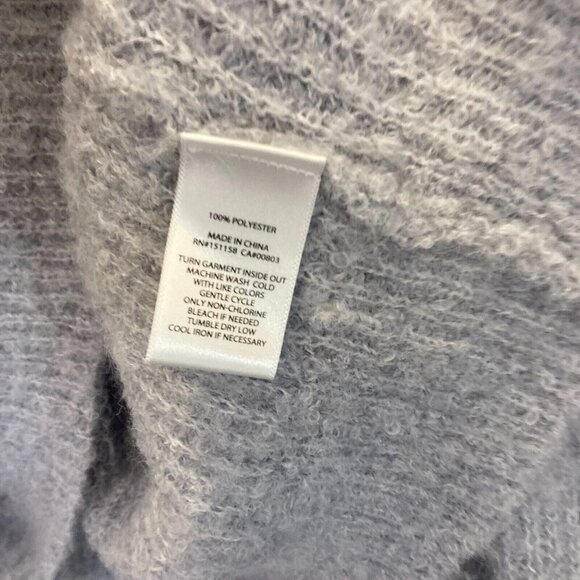 100% POLYESTER
MADE IN CHINA
RN#151158 CA#00803
TURN GARMENT INSIDE OUT
MACHINE WASH COLD
WITH LIKE COLORS
GENTLE CYCLE
ONLY NON-CHLORINE
BLEACH IF NEEDED
TUMBLE DRY LOW
COOL IRON IF NECESSARY